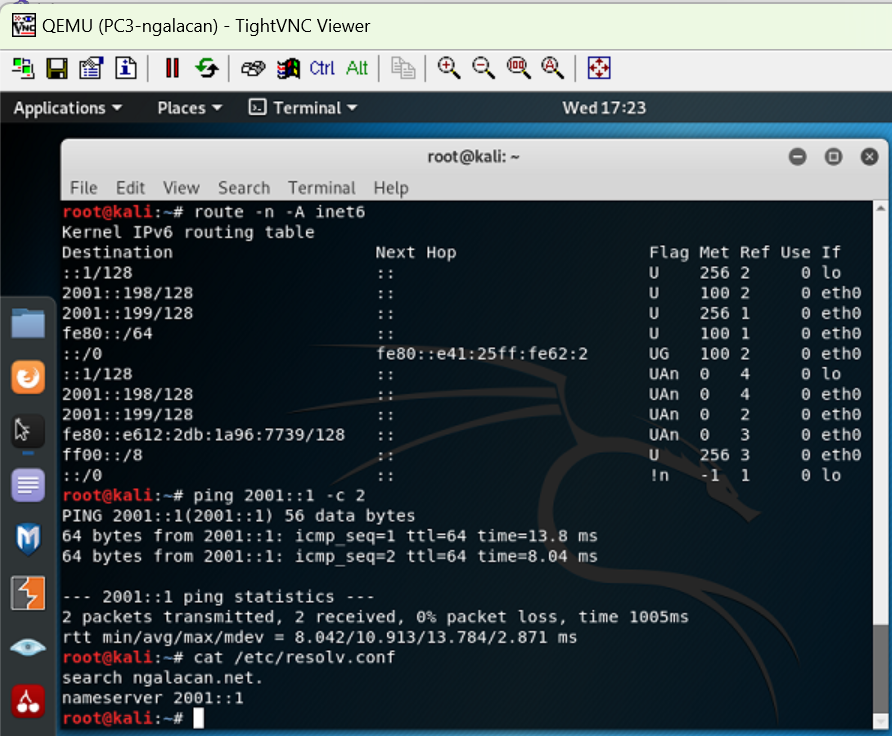 QEMU (PC3-ngalacan) - TightVNC Viewer
Ctrl Alt
Applications Places Terminal Wed 17:23
root@kali: ~
File Edit View Search Terminal Help
root@kali:~# route -n -A inet6
Kernel IPv6 routing table
Destination Next Hop Flag Met Ref Use If
::1/128 :: U 256 2 0 lo
2001::198/128 :: U 100 2 0 eth0
2001::199/128 :: U 256 1 0 eth0
fe80::/64 :: U 100 1 0 eth0
::/0 fe80::e41:25ff:fe62:2 UG 100 2 0 eth0
::1/128 :: UAn 0 4 0 lo
2001::198/128 :: UAn 0 4 0 eth0
2001::199/128 :: UAn 0 2 0 eth0
fe80::e612:2db:1a96:7739/128 :: UAn 0 3 0 eth0
ff00::/8 :: U 256 3 0 eth0
::/0 :: !n -1 1 0 lo
root@kali:~# ping 2001::1 -c 2
PING 2001::1(2001::1) 56 data bytes
64 bytes from 2001::1: icmp_seq=1 ttl=64 time=13.8 ms
64 bytes from 2001::1: icmp_seq=2 ttl=64 time=8.04 ms
--- 2001::1 ping statistics ---
2 packets transmitted, 2 received, 0% packet loss, time 1005ms
rtt min/avg/max/mdev = 8.042/10.913/13.784/2.871 ms
root@kali:~# cat /etc/resolv.conf
search ngalacan.net.
nameserver 2001::1
root@kali:~#